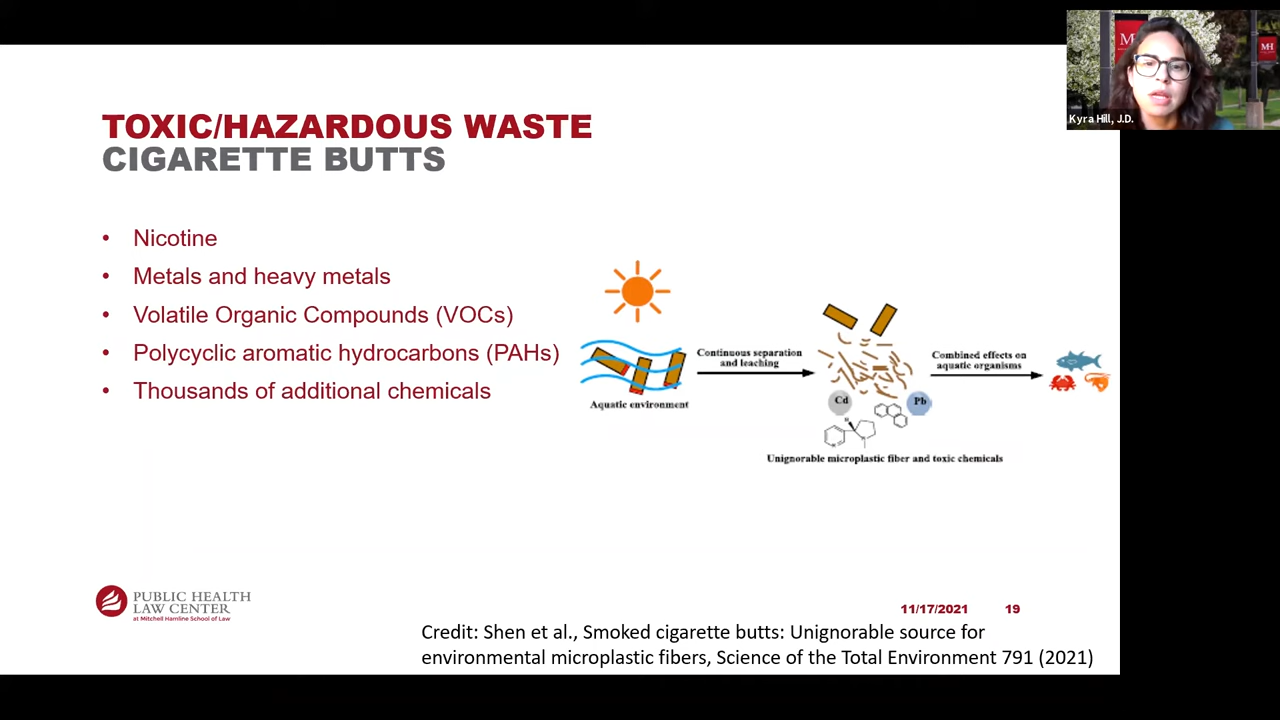 MH
MH
Kyra Hill, J.D.
TOXIC/HAZARDOUS WASTE
CIGARETTE BUTTS
• Nicotine
• Metals and heavy metals
• Volatile Organic Compounds (VOCs)
• Polycyclic aromatic hydrocarbons (PAHs)
• Thousands of additional chemicals
Aquatic environment
Continuous separation
and leaching
Cd
Pb
Unignorable microplastic fiber and toxic chemicals
Combined effects on
aquatic organisms
PUBLIC HEALTH
LAW CENTER
at Mitchell Hamline School of Law
11/17/2021 19
Credit: Shen et al., Smoked cigarette butts: Unignorable source for
environmental microplastic fibers, Science of the Total Environment 791 (2021)